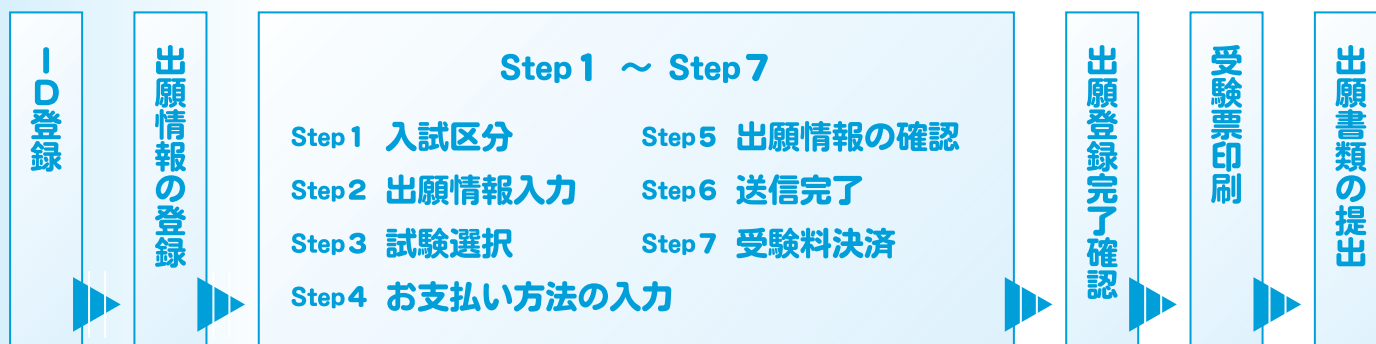 ID登録
出願情報の登録
Step1 ～ Step7
Step1 入試区分
Step2 出願情報入力
Step3 試験選択
Step4 お支払い方法の入力
Step5 出願情報の確認
Step6 送信完了
Step7 受験料決済
出願登録完了確認
受験票印刷
出願書類の提出